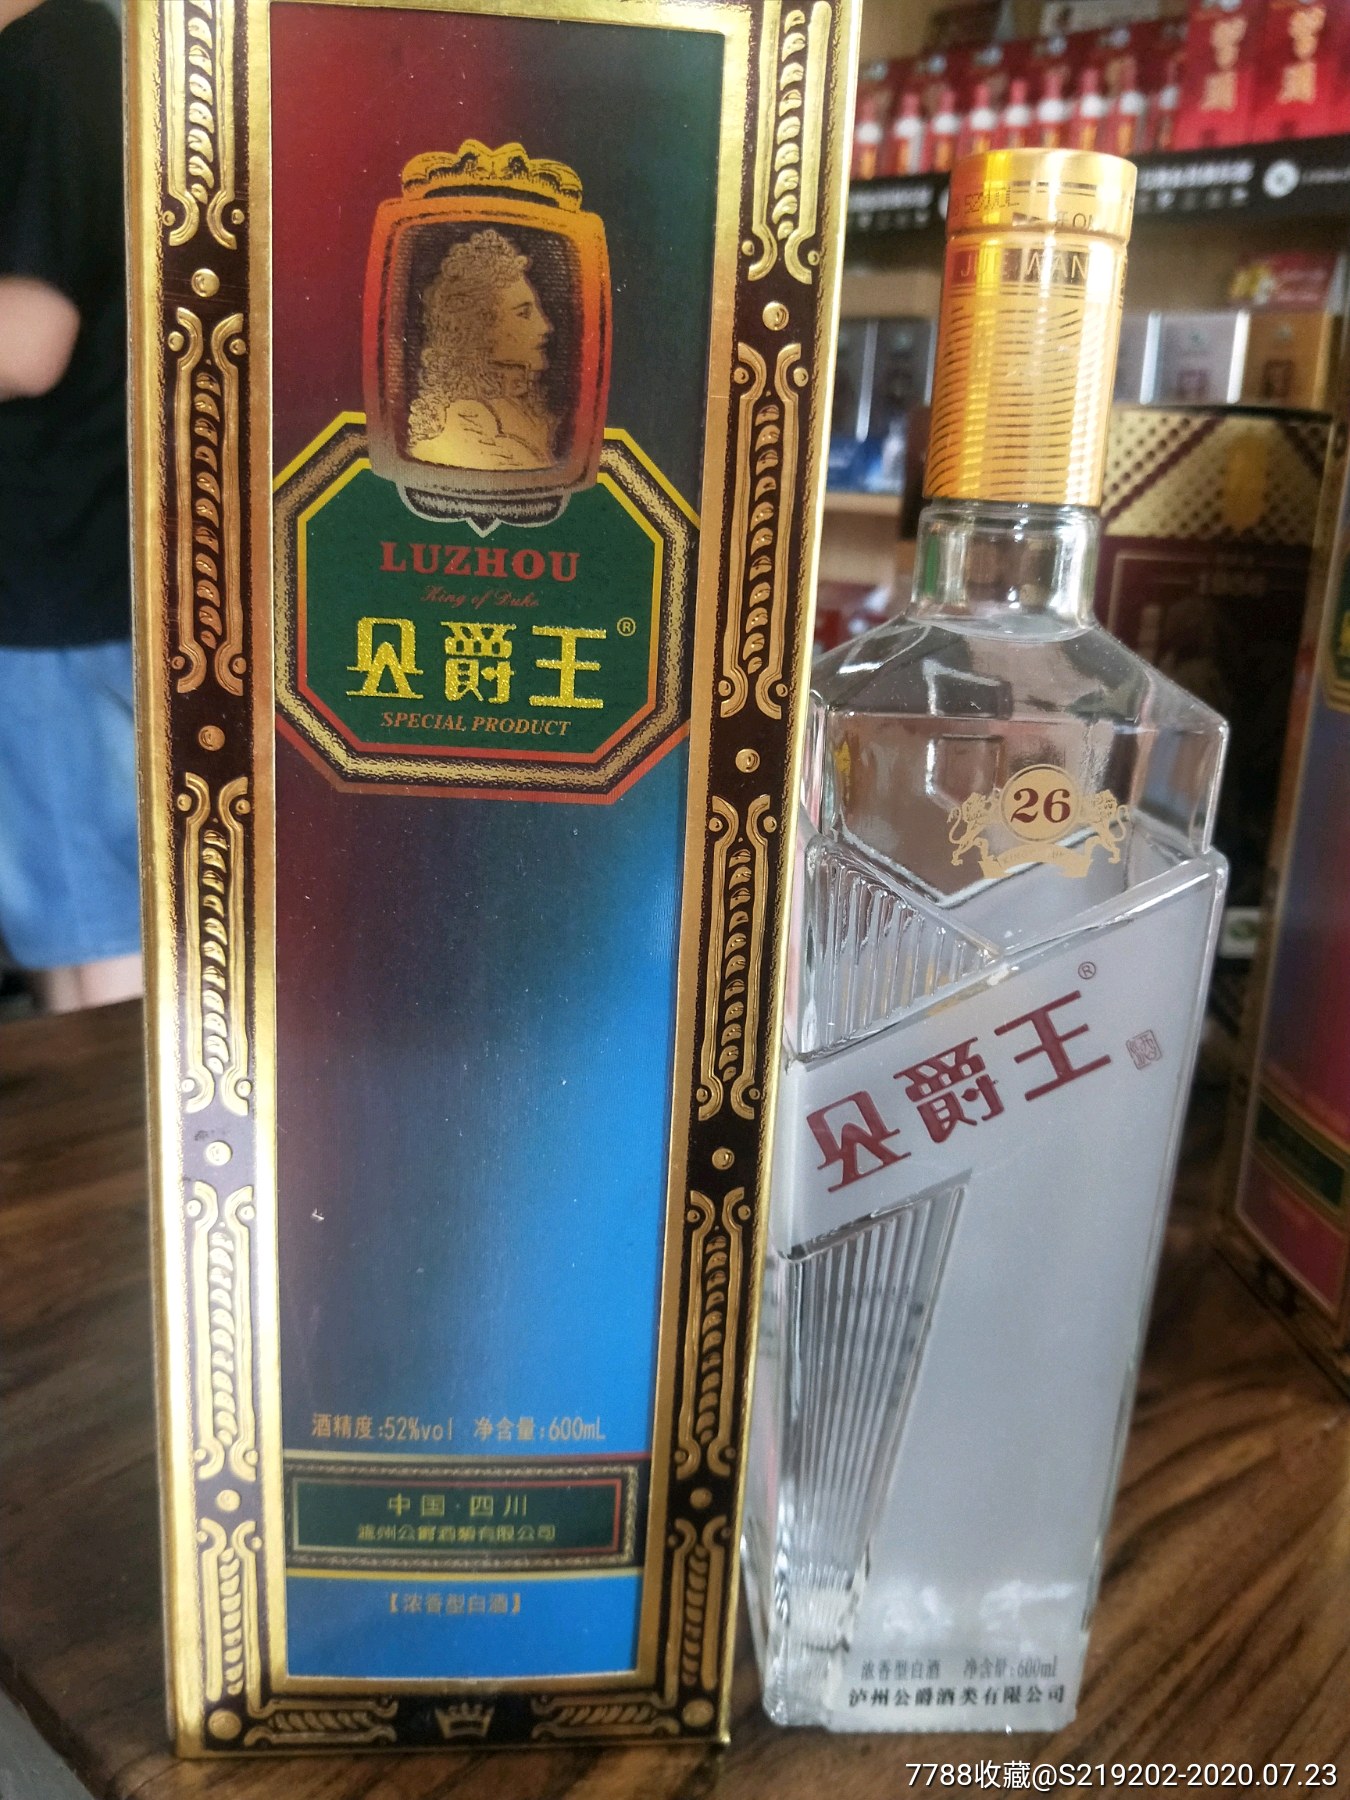 LUZHOU
King of Duke
贝爵王®
SPECIAL PRODUCT
酒精度:52%vol 净含量:600mL
中国·四川
泸州公爵酒类有限公司
【浓香型白酒】
JUE WANG
26
贝爵王®
浓香型白酒 净含量:600ml
泸州公爵酒类有限公司
7788收藏@S219202-2020.07.23